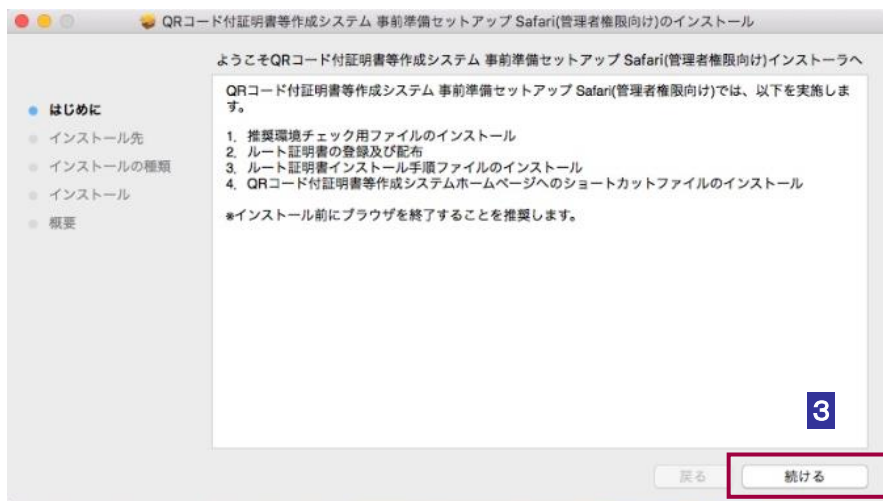 QRコード付証明書等作成システム 事前準備セットアップ Safari(管理者権限向け)のインストール
ようこそQRコード付証明書等作成システム 事前準備セットアップ Safari(管理者権限向け)インストーラへ
はじめに
インストール先
インストールの種類
インストール
概要
QRコード付証明書等作成システム 事前準備セットアップ Safari(管理者権限向け)では、以下を実施しま
す。
1. 推奨環境チェック用ファイルのインストール
2. ルート証明書の登録及び配布
3. ルート証明書インストール手順ファイルのインストール
4. QRコード付証明書等作成システムホームページへのショートカットファイルのインストール
*インストール前にブラウザを終了することを推奨します。
3
戻る
続ける